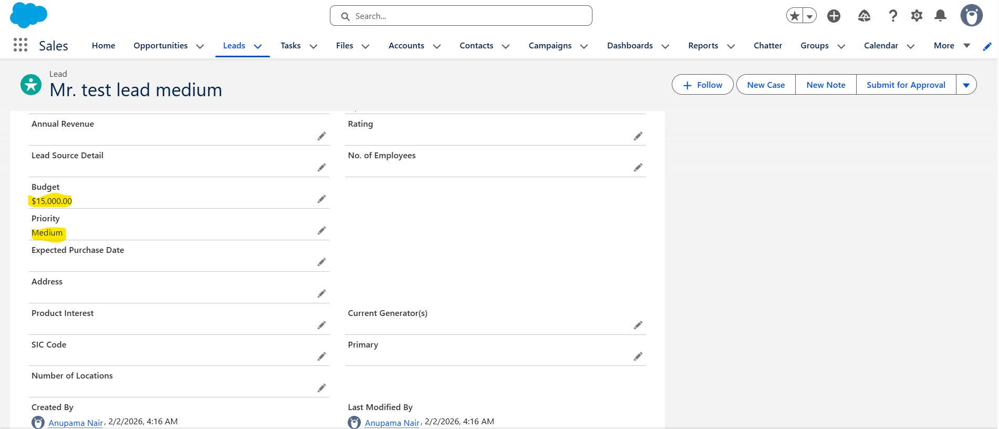 Search...
Sales
Home
Opportunities
Leads
Tasks
Files
Accounts
Contacts
Campaigns
Dashboards
Reports
Chatter
Groups
Calendar
More
Lead
Mr. test lead medium
Follow
New Case
New Note
Submit for Approval
Annual Revenue
Rating
Lead Source Detail
No. of Employees
Budget
$15,000.00
Priority
Medium
Expected Purchase Date
Address
Product Interest
Current Generator(s)
SIC Code
Primary
Number of Locations
Created By
Anupama Nair, 2/2/2026, 4:16 AM
Last Modified By
Anupama Nair, 2/2/2026, 4:16 AM